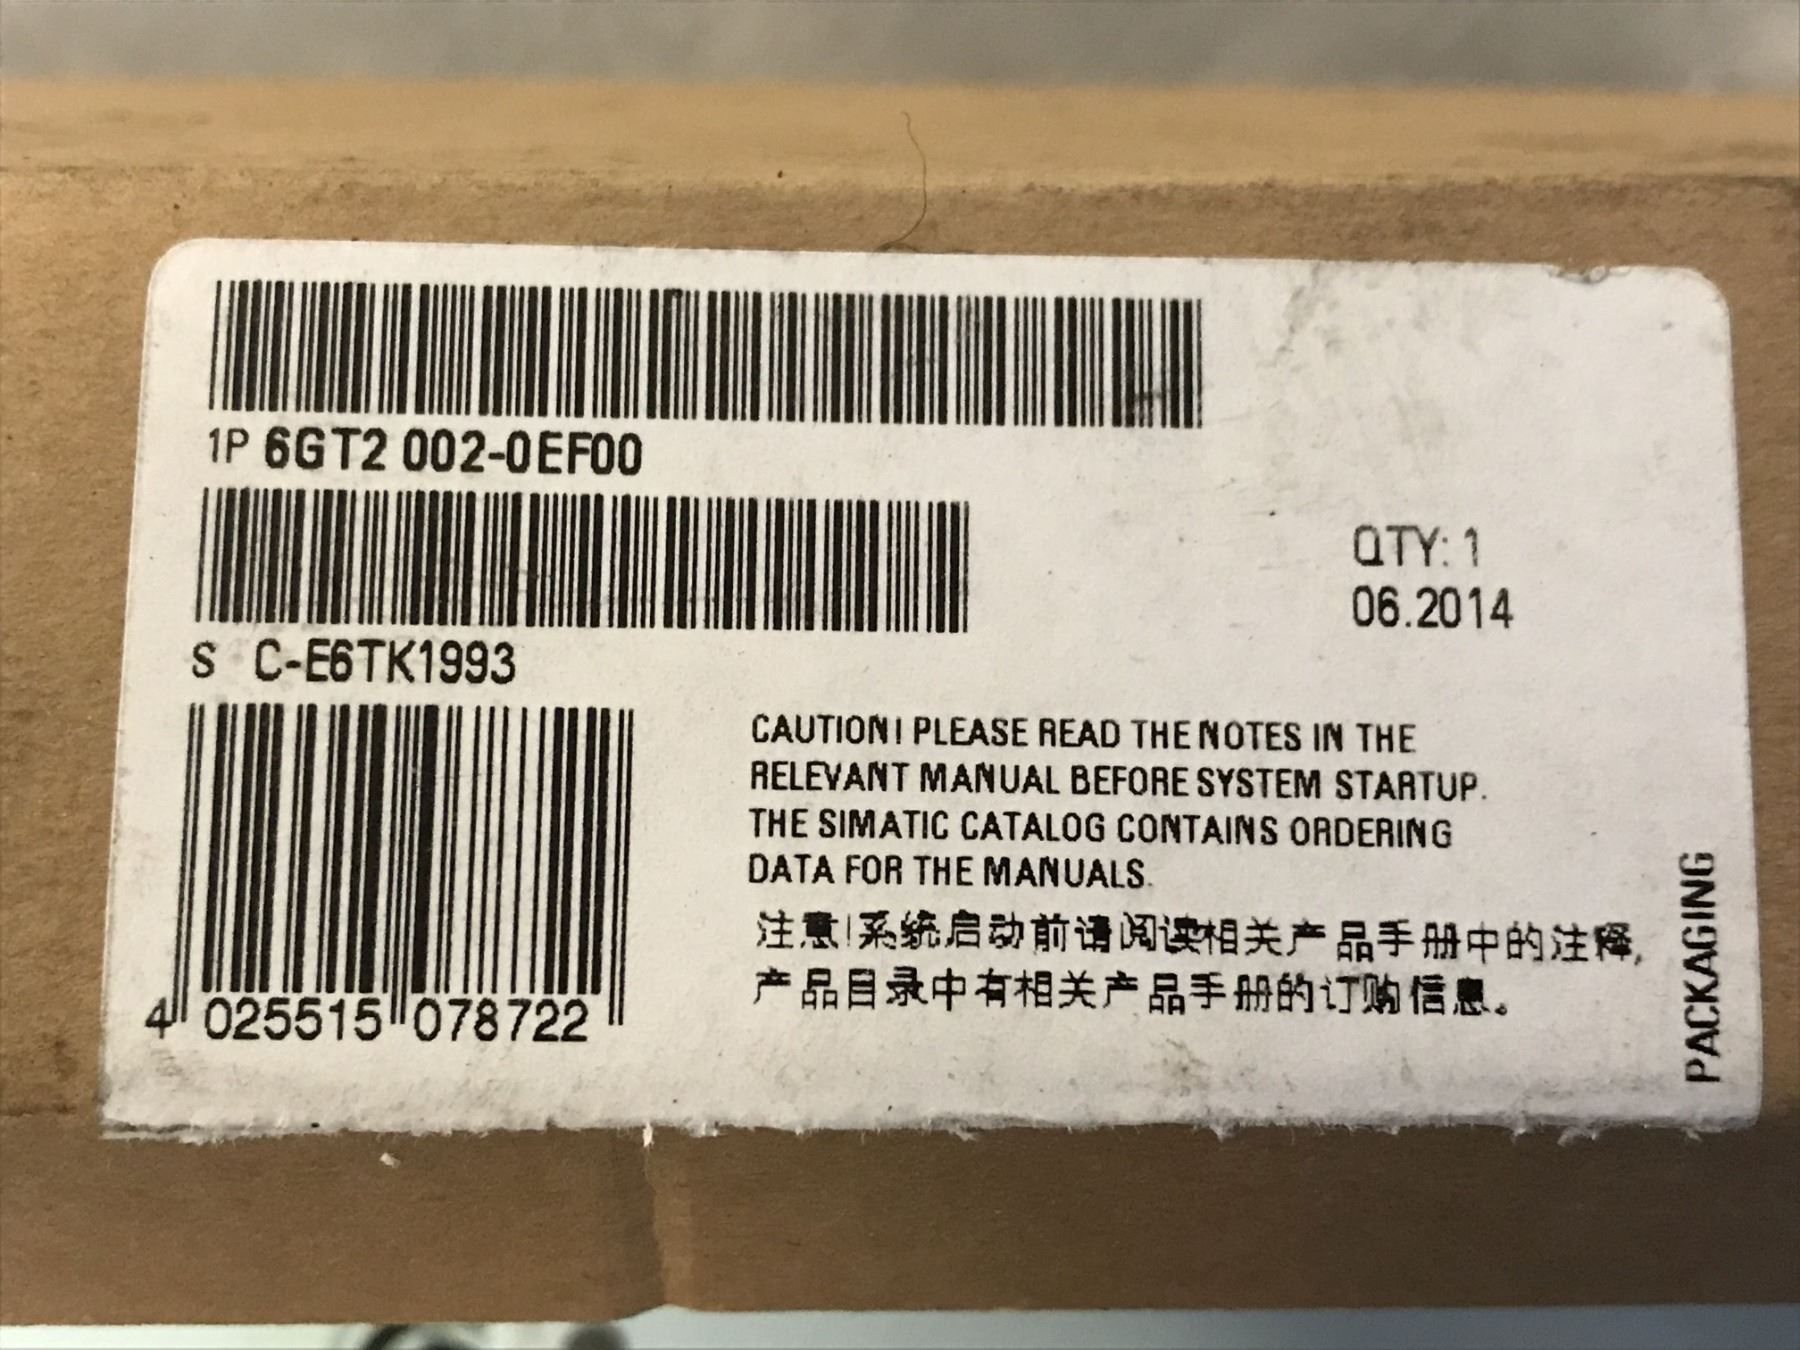 1P 6GT2 002-0EF00
S C-E6TK1993
QTY: 1
06.2014
4 025515 078722
CAUTION! PLEASE READ THE NOTES IN THE
RELEVANT MANUAL BEFORE SYSTEM STARTUP.
THE SIMATIC CATALOG CONTAINS ORDERING
DATA FOR THE MANUALS.
注意!系统启动前请阅读相关产品手册中的注释,
产品目录中有相关产品手册的订购信息。
PACKAGING